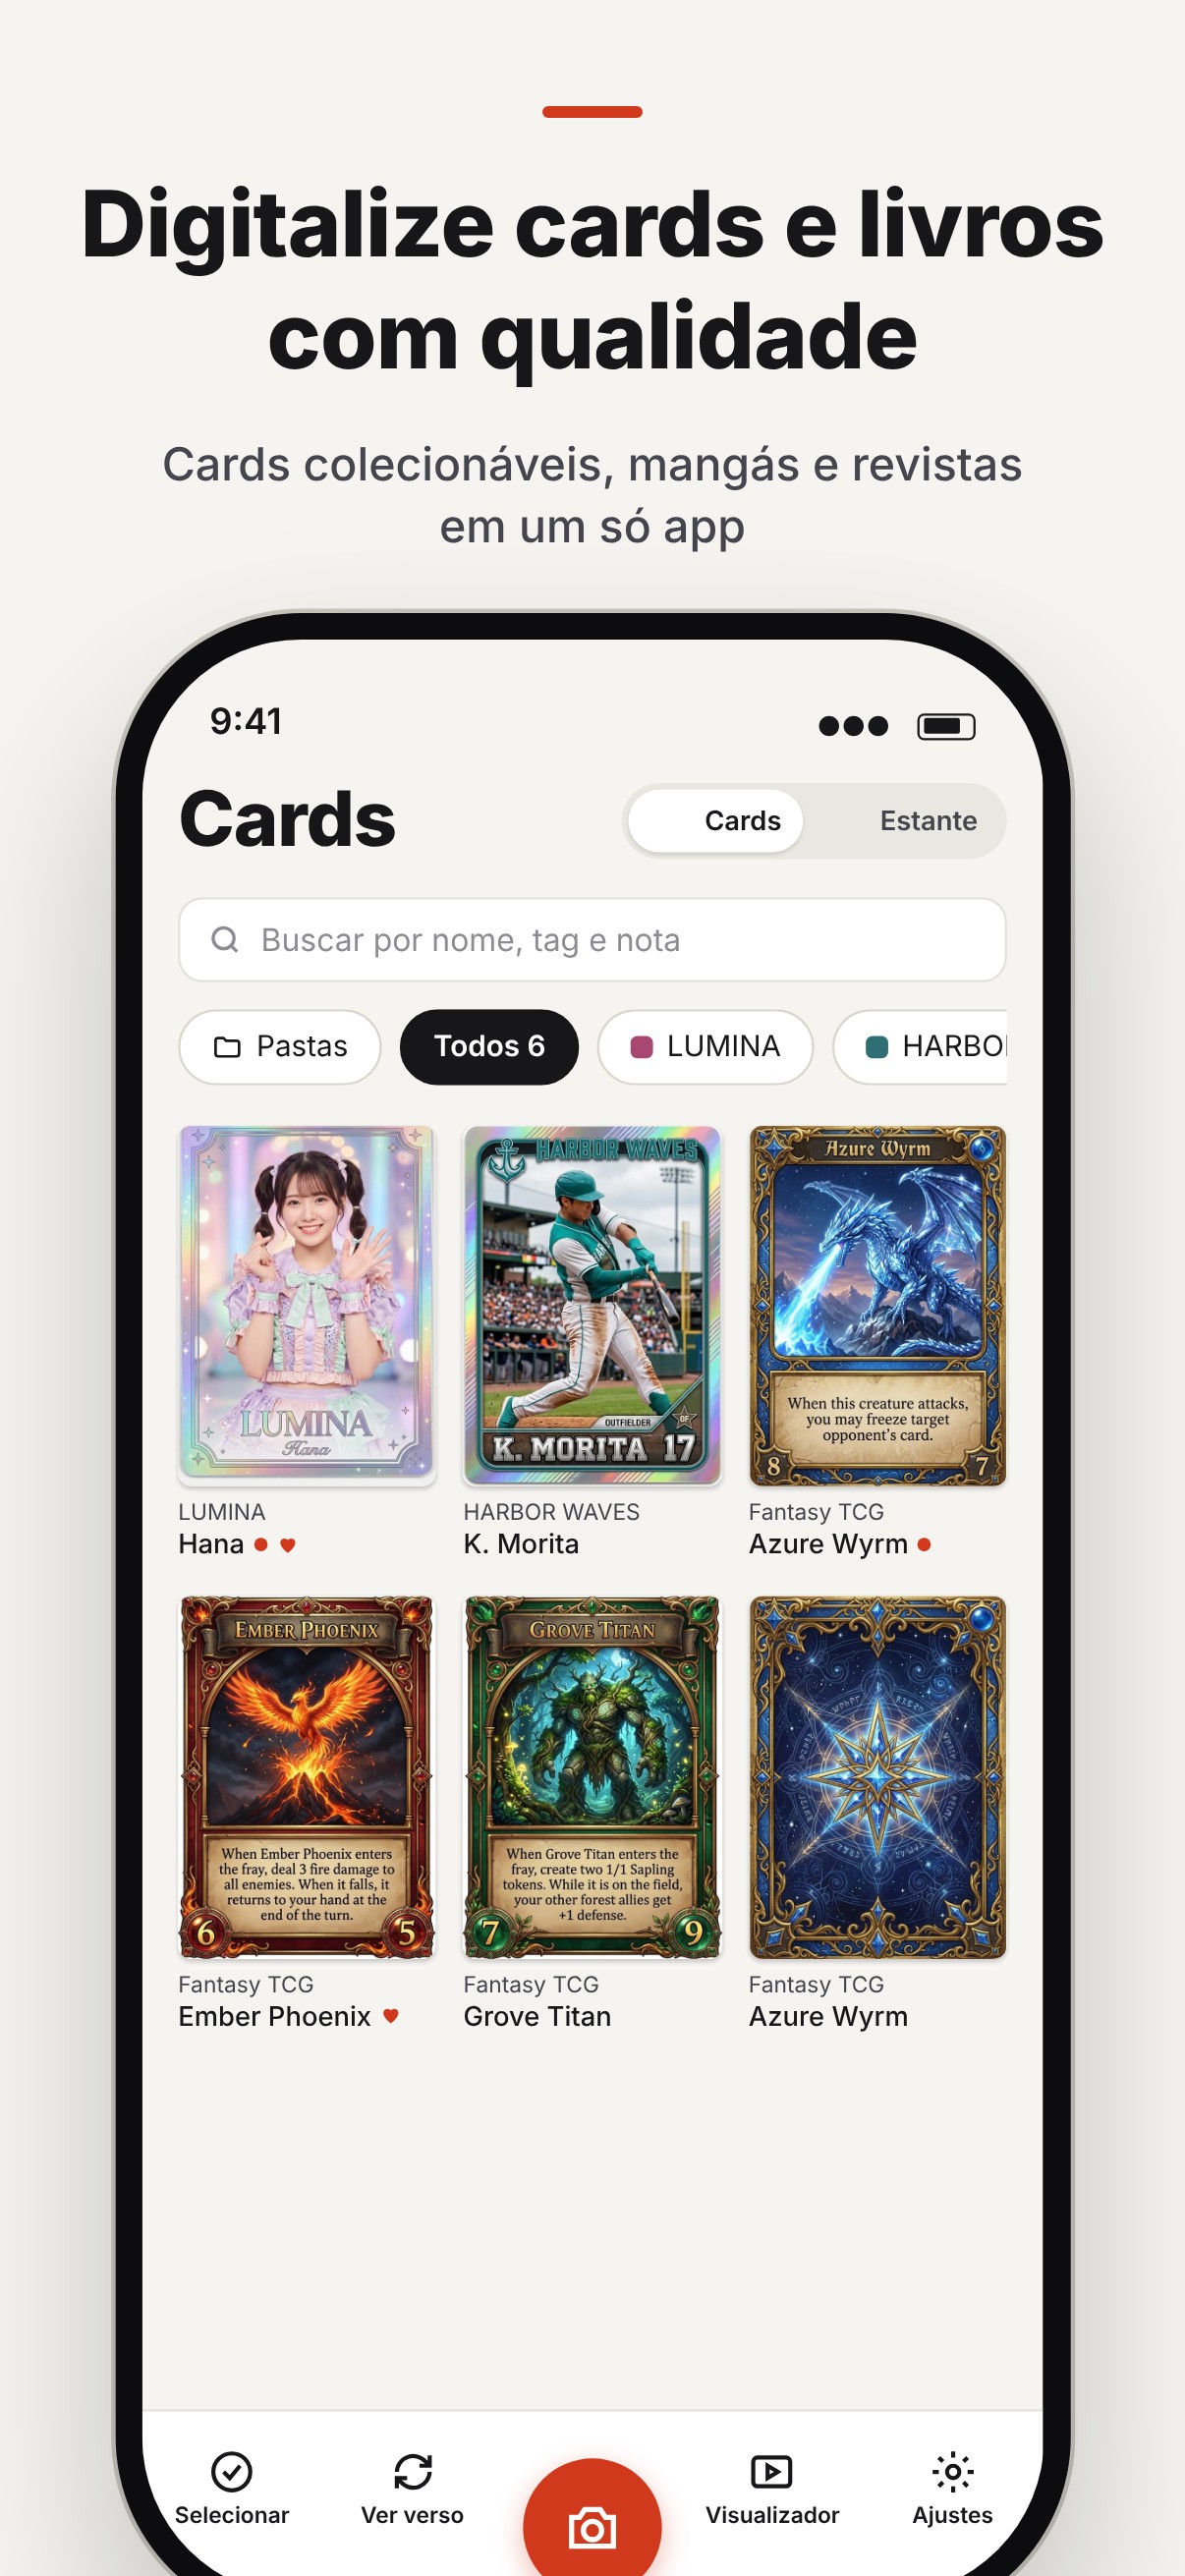 Digitalize cards e livros
com qualidade
Cards colecionáveis, mangás e revistas
em um só app
9:41
Cards
Cards
Estante
Buscar por nome, tag e nota
Pastas
Todos 6
LUMINA
HARBO
LUMINA
Hana
HARBOR WAVES
OUTFIELDER
OF
K. MORITA 17
Azure Wyrm
When this creature attacks,
you may freeze target
opponent's card.
8
7
LUMINA
Hana
HARBOR WAVES
K. Morita
Fantasy TCG
Azure Wyrm
EMBER PHOENIX
When Ember Phoenix enters
the fray, deal 3 fire damage to
all enemies. When it falls, it
returns to your hand at the
end of the turn.
6
5
GROVE TITAN
When Grove Titan enters the
fray, create two 1/1 Sapling
tokens. While it is on the field,
your other forest allies get
+1 defense.
7
9
Fantasy TCG
Ember Phoenix
Fantasy TCG
Grove Titan
Fantasy TCG
Azure Wyrm
Selecionar
Ver verso
Visualizador
Ajustes